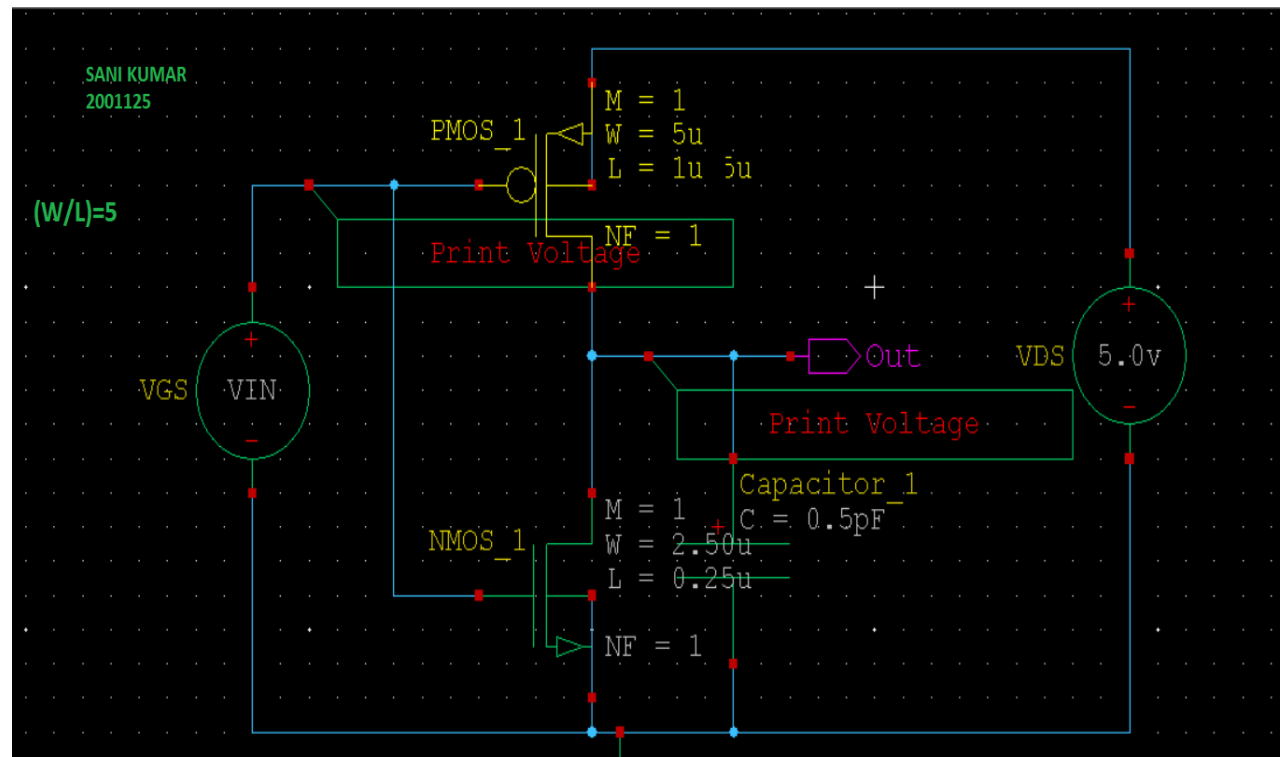 SANI KUMAR
2001125
(W/L)=5
PMOS_1
M = 1
W = 5u
L = 1u 5u
NF = 1
Print Voltage
VGS
VIN
+
-
Out
VDS
5.0v
+
-
Print Voltage
Capacitor_1
C = 0.5pF
+
NMOS_1
M = 1
W = 2.50u
L = 0.25u
NF = 1